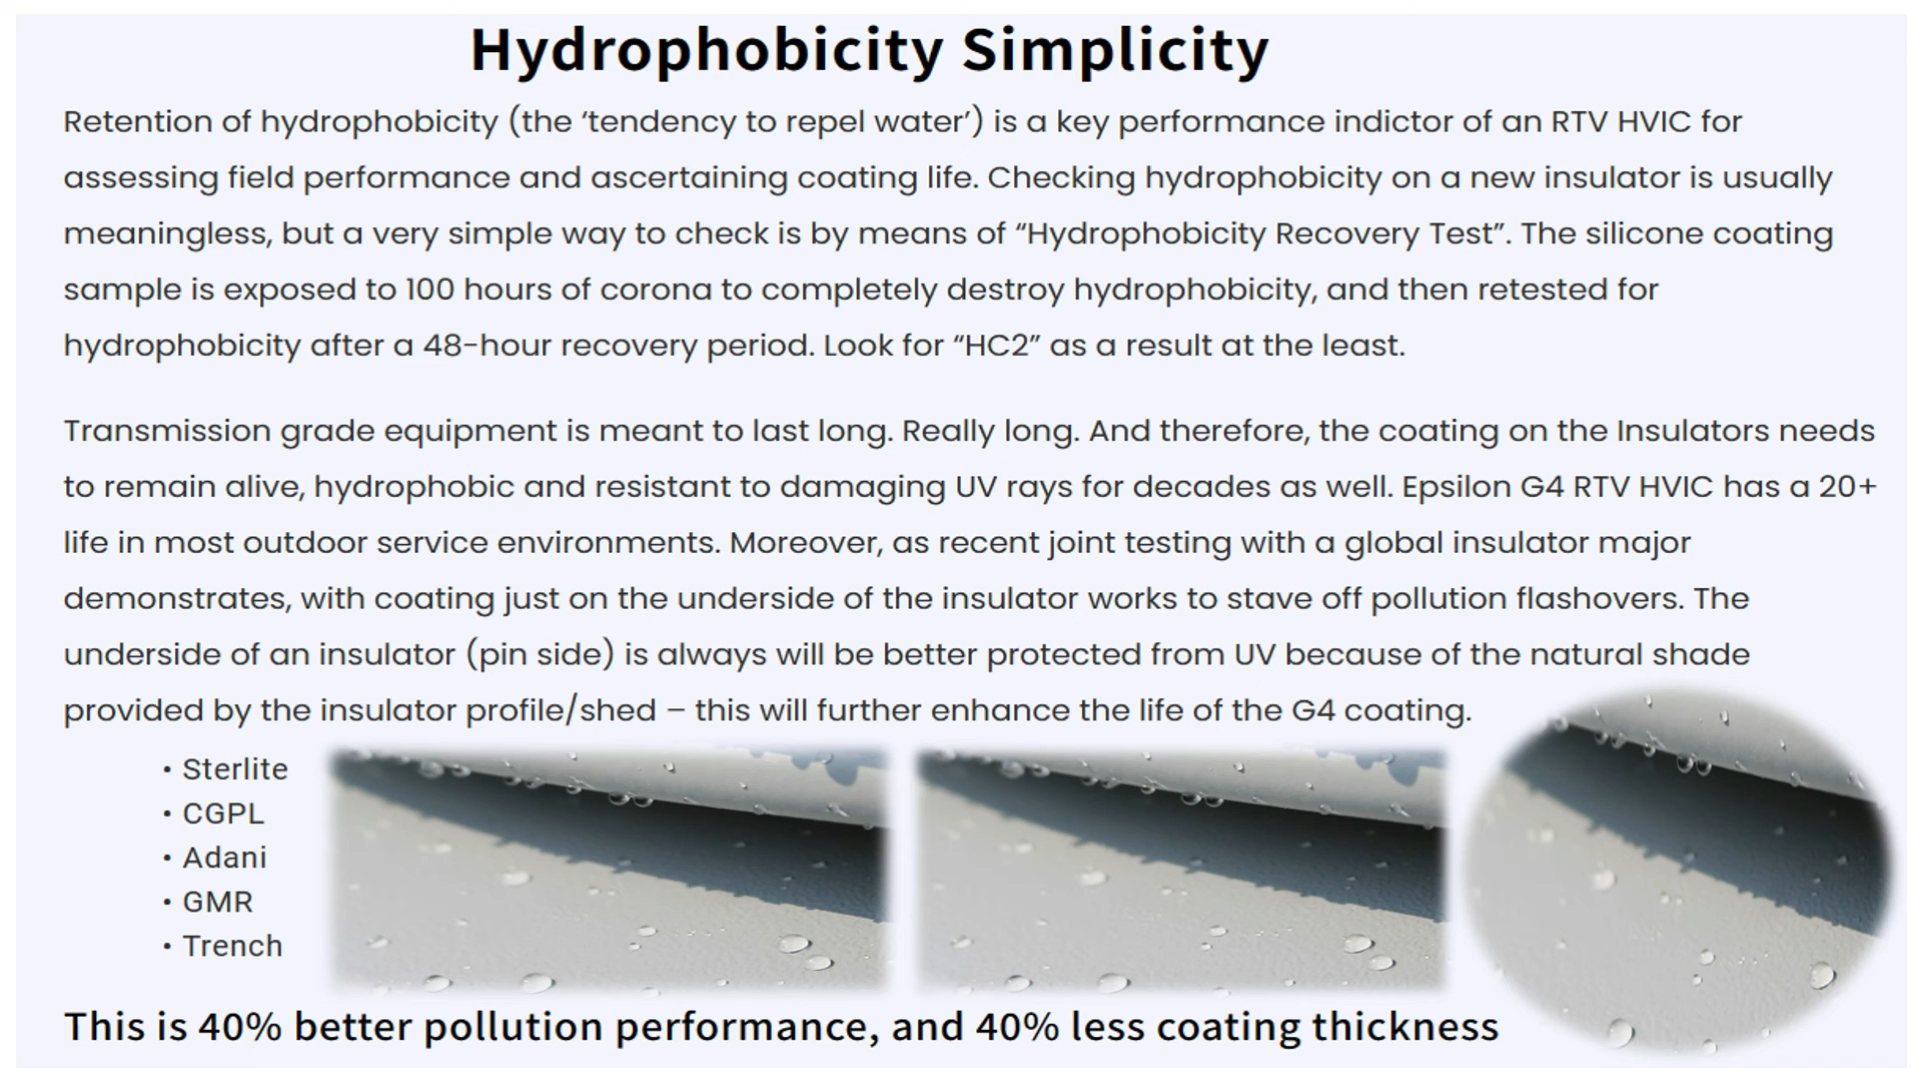 Hydrophobicity Simplicity
Retention of hydrophobicity (the ‘tendency to repel water’) is a key performance indictor of an RTV HVIC for
assessing field performance and ascertaining coating life. Checking hydrophobicity on a new insulator is usually
meaningless, but a very simple way to check is by means of “Hydrophobicity Recovery Test”. The silicone coating
sample is exposed to 100 hours of corona to completely destroy hydrophobicity, and then retested for
hydrophobicity after a 48-hour recovery period. Look for “HC2” as a result at the least.
Transmission grade equipment is meant to last long. Really long. And therefore, the coating on the Insulators needs
to remain alive, hydrophobic and resistant to damaging UV rays for decades as well. Epsilon G4 RTV HVIC has a 20+
life in most outdoor service environments. Moreover, as recent joint testing with a global insulator major
demonstrates, with coating just on the underside of the insulator works to stave off pollution flashovers. The
underside of an insulator (pin side) is always will be better protected from UV because of the natural shade
provided by the insulator profile/shed – this will further enhance the life of the G4 coating.
• Sterlite
• CGPL
• Adani
• GMR
• Trench
This is 40% better pollution performance, and 40% less coating thickness